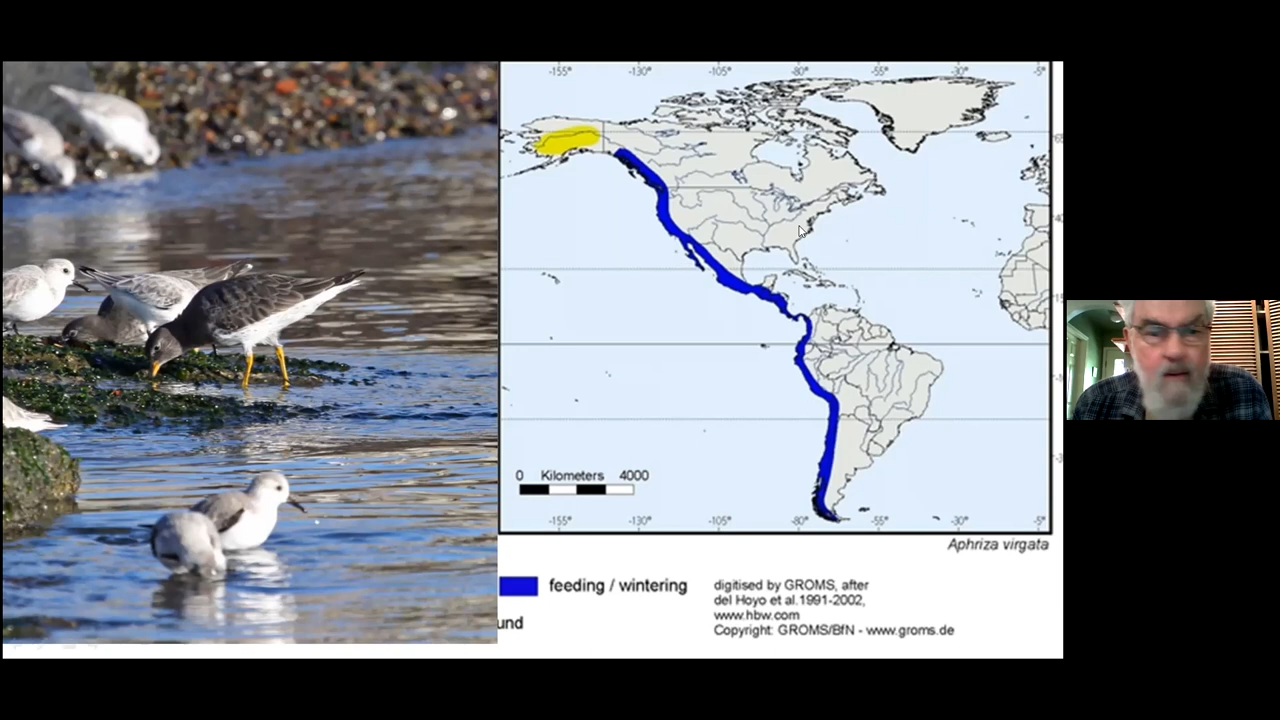 -155° -130° -105° -80° -55° -30° -5°
0 Kilometers 4000
-155° -130° -105° -80° -55° -30° -5°
Aphriza virgata
feeding / wintering
und
digitised by GROMS, after
del Hoyo et al.1991-2002,
www.hbw.com
Copyright: GROMS/BfN - www.groms.de